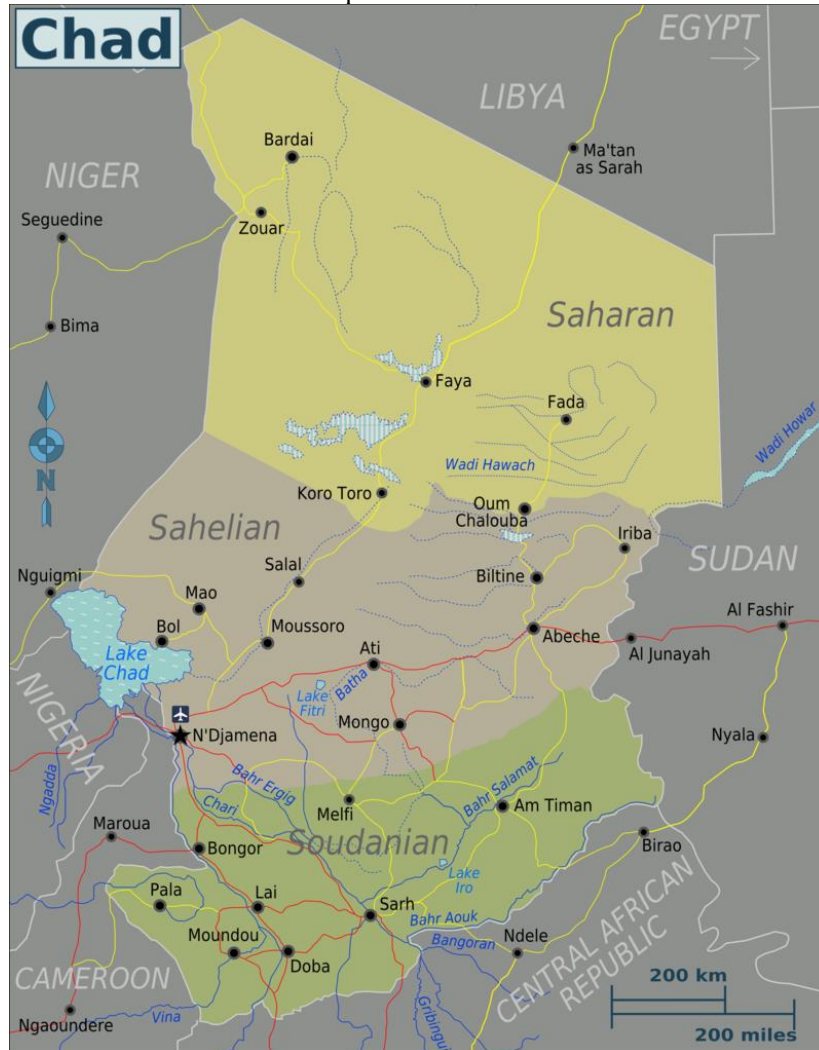 Chad
EGYPT
LIBYA
Bardai
Ma'tan
as Sarah
NIGER
Seguedine
Zouar
Bima
Saharan
Faya
Fada
Wadi Howar
Wadi Hawach
N
Koro Toro
Oum
Chalouba
Sahelian
Iriba
SUDAN
Salal
Biltine
Nguigmi
Mao
Al Fashir
Bol
Moussoro
Abeche
Al Junayah
Lake
Chad
Ati
Batha
Lake
Fitri
NIGERIA
Mongo
N'Djamena
Nyala
Ngadda
Bahr Ergig
Bahr Salamat
Chari
Melfi
Am Timan
Maroua
Soudanian
Birao
Bongor
Lake
Iro
Pala
Lai
Sarh
Bahr Aouk
Moundou
Doba
Bangoran
Ndele
CENTRAL AFRICAN
REPUBLIC
CAMEROON
200 km
Ngaoundere
Vina
Gribingui
200 miles